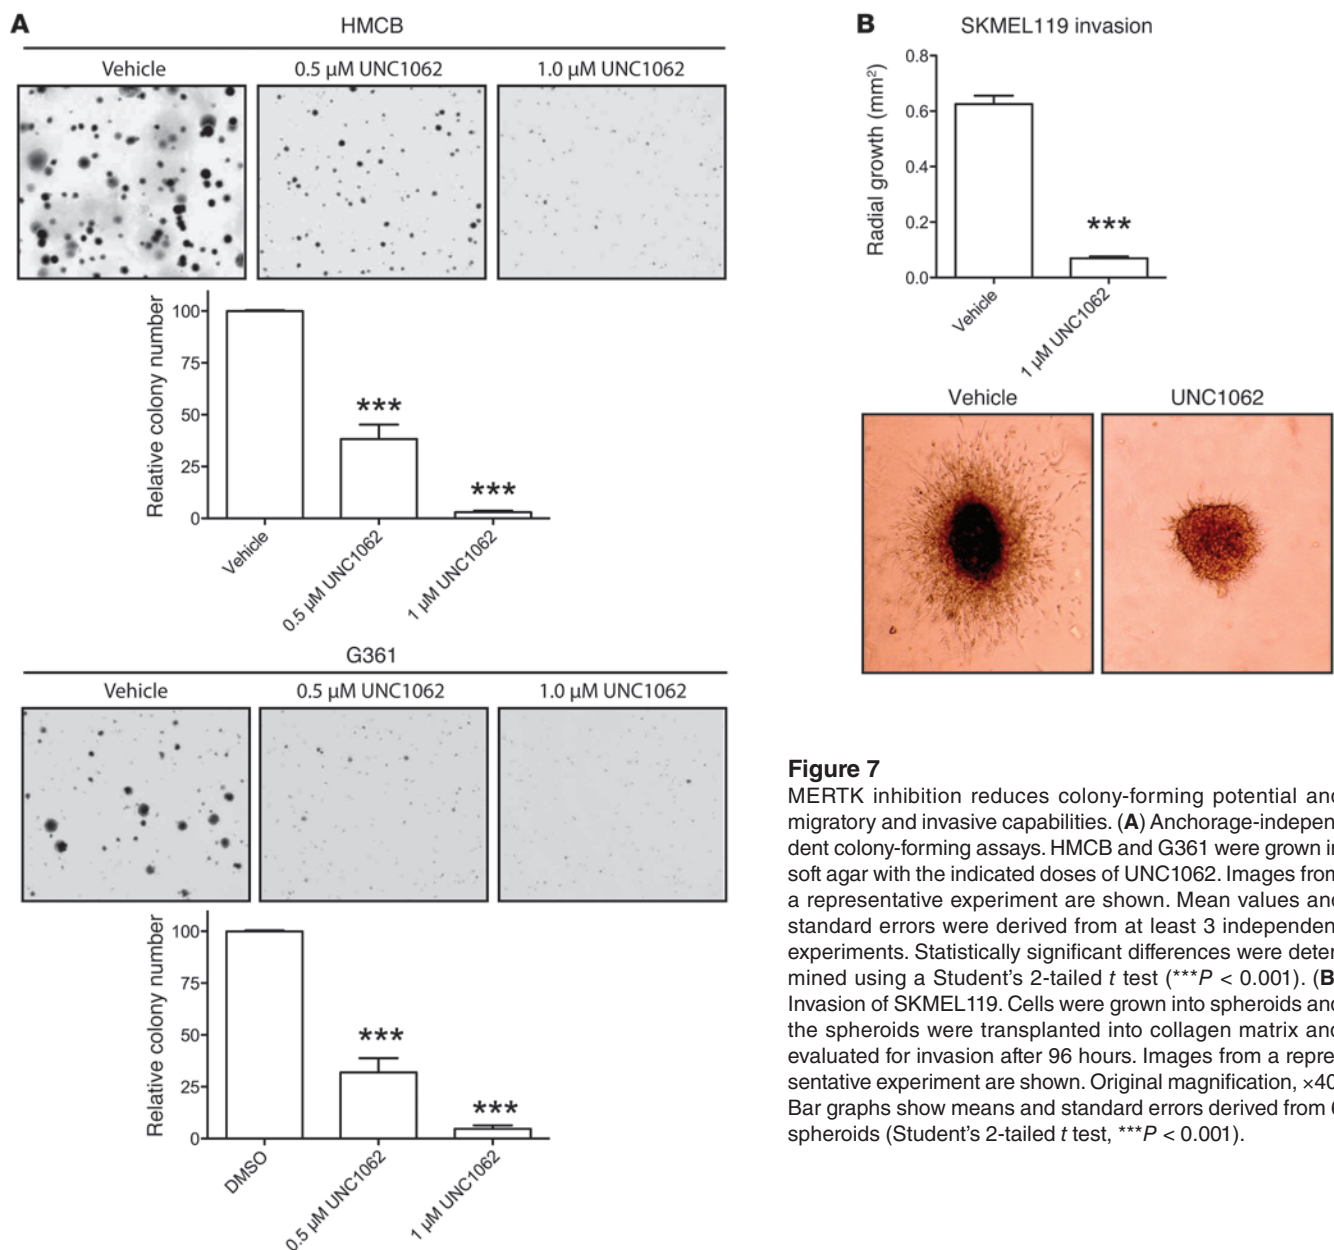 A
HMCB
Vehicle
0.5 µM UNC1062
1.0 µM UNC1062
Relative colony number
100
75
50
25
0
***
***
Vehicle
0.5 µM UNC1062
1 µM UNC1062
G361
Vehicle
0.5 µM UNC1062
1.0 µM UNC1062
Relative colony number
100
75
50
25
0
***
***
DMSO
0.5 µM UNC1062
1 µM UNC1062
B
SKMEL119 invasion
Radial growth (mm²)
0.8
0.6
0.4
0.2
0.0
***
Vehicle
1 µM UNC1062
Vehicle
UNC1062
Figure 7
MERTK inhibition reduces colony-forming potential and
migratory and invasive capabilities. (A) Anchorage-indepen
dent colony-forming assays. HMCB and G361 were grown in
soft agar with the indicated doses of UNC1062. Images from
a representative experiment are shown. Mean values and
standard errors were derived from at least 3 independen
experiments. Statistically significant differences were deter
mined using a Student's 2-tailed t test (***P < 0.001). (B
Invasion of SKMEL119. Cells were grown into spheroids and
the spheroids were transplanted into collagen matrix and
evaluated for invasion after 96 hours. Images from a repre
sentative experiment are shown. Original magnification, ×40
Bar graphs show means and standard errors derived from 6
spheroids (Student's 2-tailed t test, ***P < 0.001).